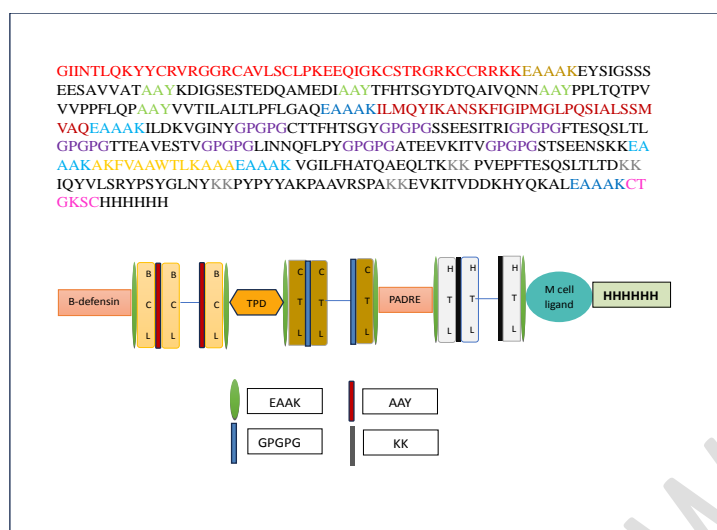 GIINTLQKYYCRVRGGRCAVLSCLPKEEQIGKCSTRGRKCCRRKKEAAAKEYSIGSSS
EESAVVATAAYKDIGSESTEDQAMEDIAAYTFHTSGYDTQAIVQNNAAYPPLTQTPV
VVPPFLQPAAYVVTILALTLPFLGAQEAAAKILMQYIKANSKFIGIPMGLPQSIALSSM
VAQEAAAKILDKVGINYGPGPGCTTFHTSGYGPGPGSSEESITRIGPGPGFTESQSLTL
GPGPGTTEAVESTVGPGPGLINNQFLPYGPGPGATEEVKITVGPGPGSTSEENSKKEA
AAKAKFVAAWTLKAAAEAAAK VGILFHATQAEQLTKK PVEPFTESQSLTLTDKK
IQYVLSRYPSYGLNYKKPYPYYAKPAAVRSPAKKEVKITVDDKHYQKALEAAAKCT
GKSCHHHHHH
B-defensin
B C L
B C L
B C L
TPD
C T L
C T L
C T L
PADRE
H T L
H T L
H T L
M cell
ligand
HHHHHH
EAAK
AAY
GPGPG
KK